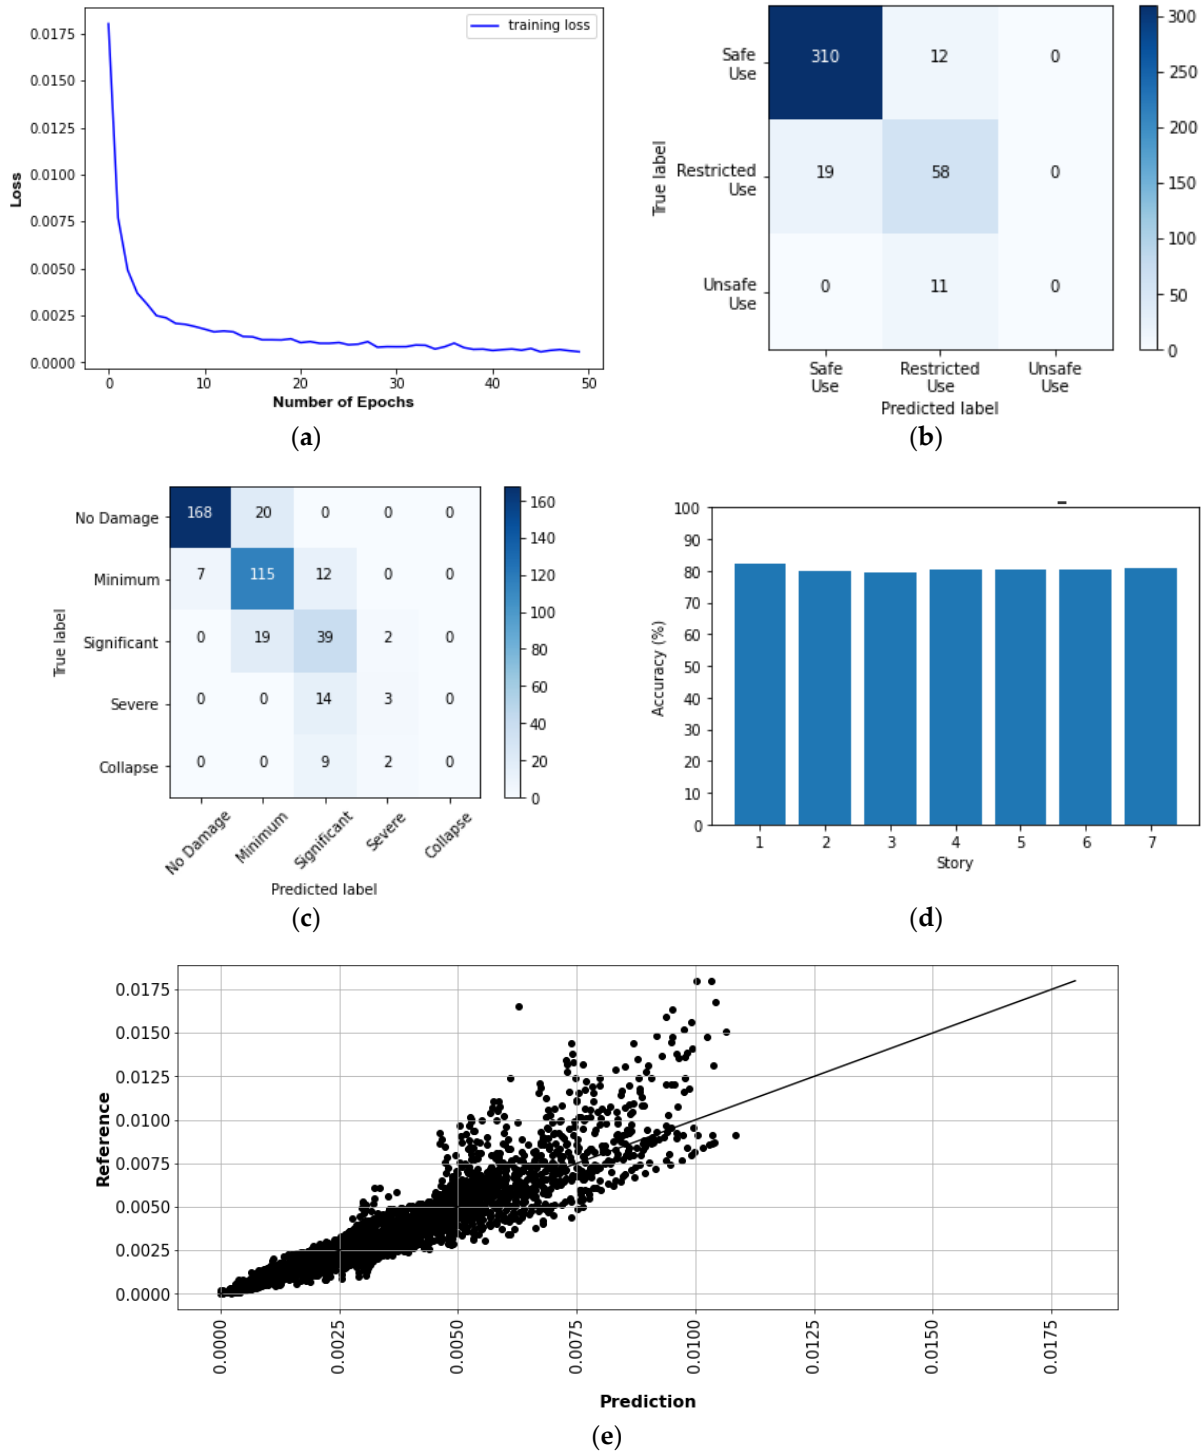 training loss
0.0175
0.0150
0.0125
0.0100
0.0075
0.0050
0.0025
0.0000
Loss
0 10 20 30 40 50
Number of Epochs
(a)
Safe
Use
Restricted
Use
Unsafe
Use
True label
310 12 0
19 58 0
0 11 0
Safe
Use
Restricted
Use
Unsafe
Use
Predicted label
300
250
200
150
100
50
0
(b)
No Damage 168 20 0 0 0
Minimum 7 115 12 0 0
Significant 0 19 39 2 0
Severe 0 0 14 3 0
Collapse 0 0 9 2 0
True label
No Damage Minimum Significant Severe Collapse
Predicted label
160
140
120
100
80
60
40
20
0
(c)
100
90
80
70
60
50
40
30
20
10
0
Accuracy (%)
1 2 3 4 5 6 7
Story
(d)
0.0175
0.0150
0.0125
0.0100
0.0075
0.0050
0.0025
0.0000
Reference
0.0000 0.0025 0.0050 0.0075 0.0100 0.0125 0.0150 0.0175
Prediction
(e)